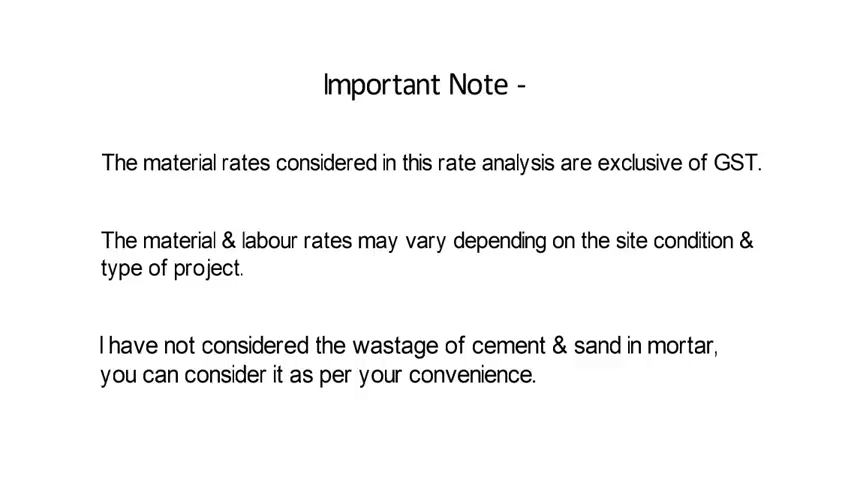 Important Note -
The material rates considered in this rate analysis are exclusive of GST.
The material & labour rates may vary depending on the site condition &
type of project.
I have not considered the wastage of cement & sand in mortar,
you can consider it as per your convenience.